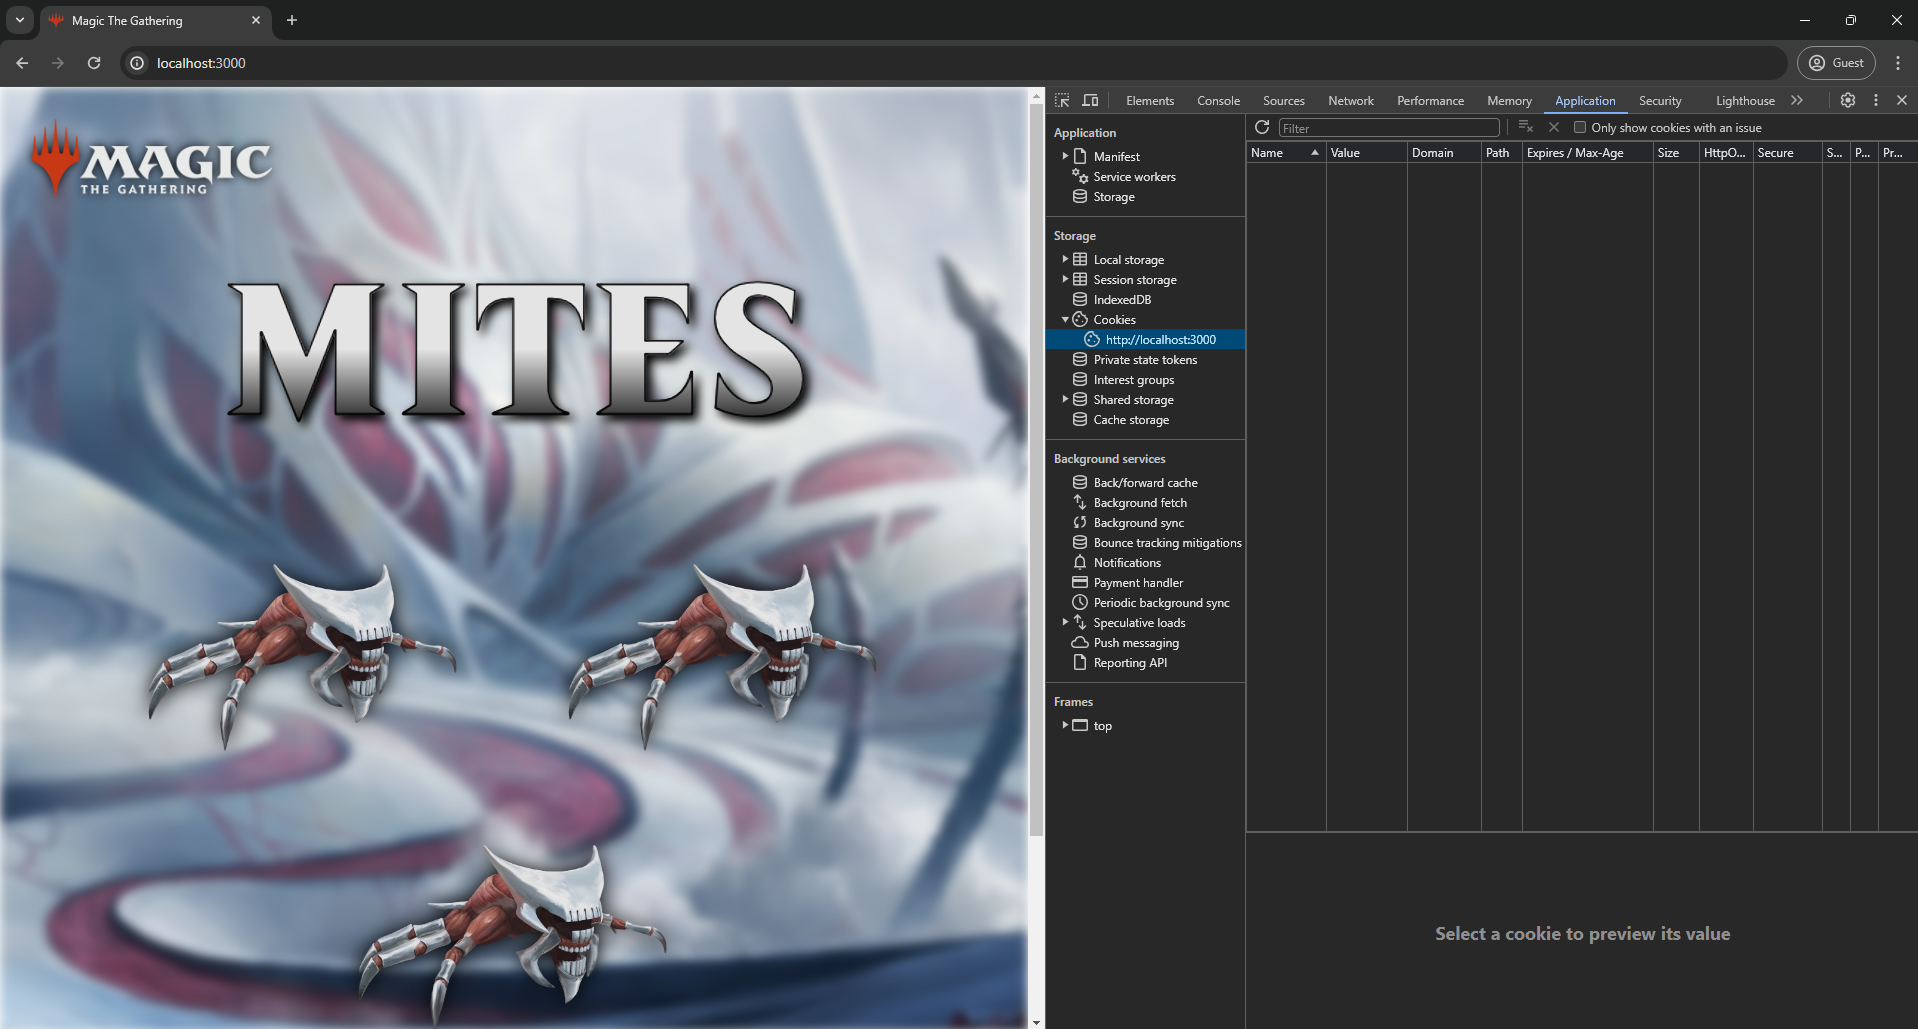 Magic The Gathering
localhost:3000
Guest
MAGIC
THE GATHERING
MITES
Elements Console Sources Network Performance Memory Application Security Lighthouse
Application
Manifest
Service workers
Storage
Storage
Local storage
Session storage
IndexedDB
Cookies
http://localhost:3000
Private state tokens
Interest groups
Shared storage
Cache storage
Background services
Back/forward cache
Background fetch
Background sync
Bounce tracking mitigations
Notifications
Payment handler
Periodic background sync
Speculative loads
Push messaging
Reporting API
Frames
top
Filter
Only show cookies with an issue
Name Value Domain Path Expires / Max-Age Size HttpO... Secure S... P... Pr...
Select a cookie to preview its value